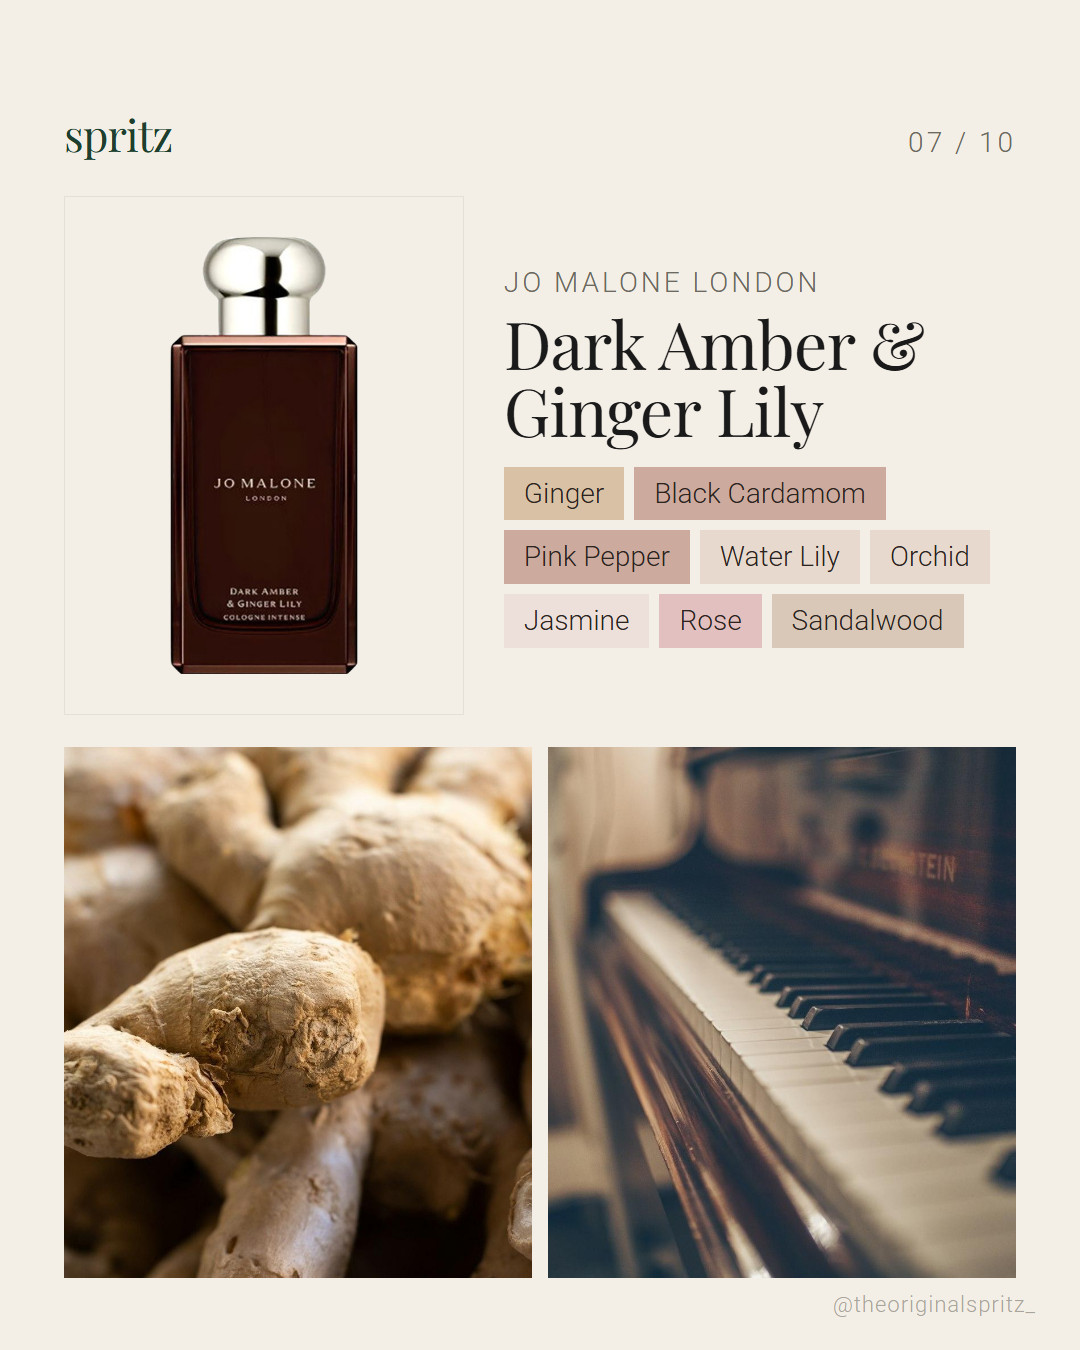 spritz
07 / 10
JO MALONE
LONDON
DARK AMBER
& GINGER LILY
COLOGNE INTENSE
JO MALONE LONDON
Dark Amber &
Ginger Lily
Ginger Black Cardamom
Pink Pepper Water Lily Orchid
Jasmine Rose Sandalwood
@theoriginalspritz_